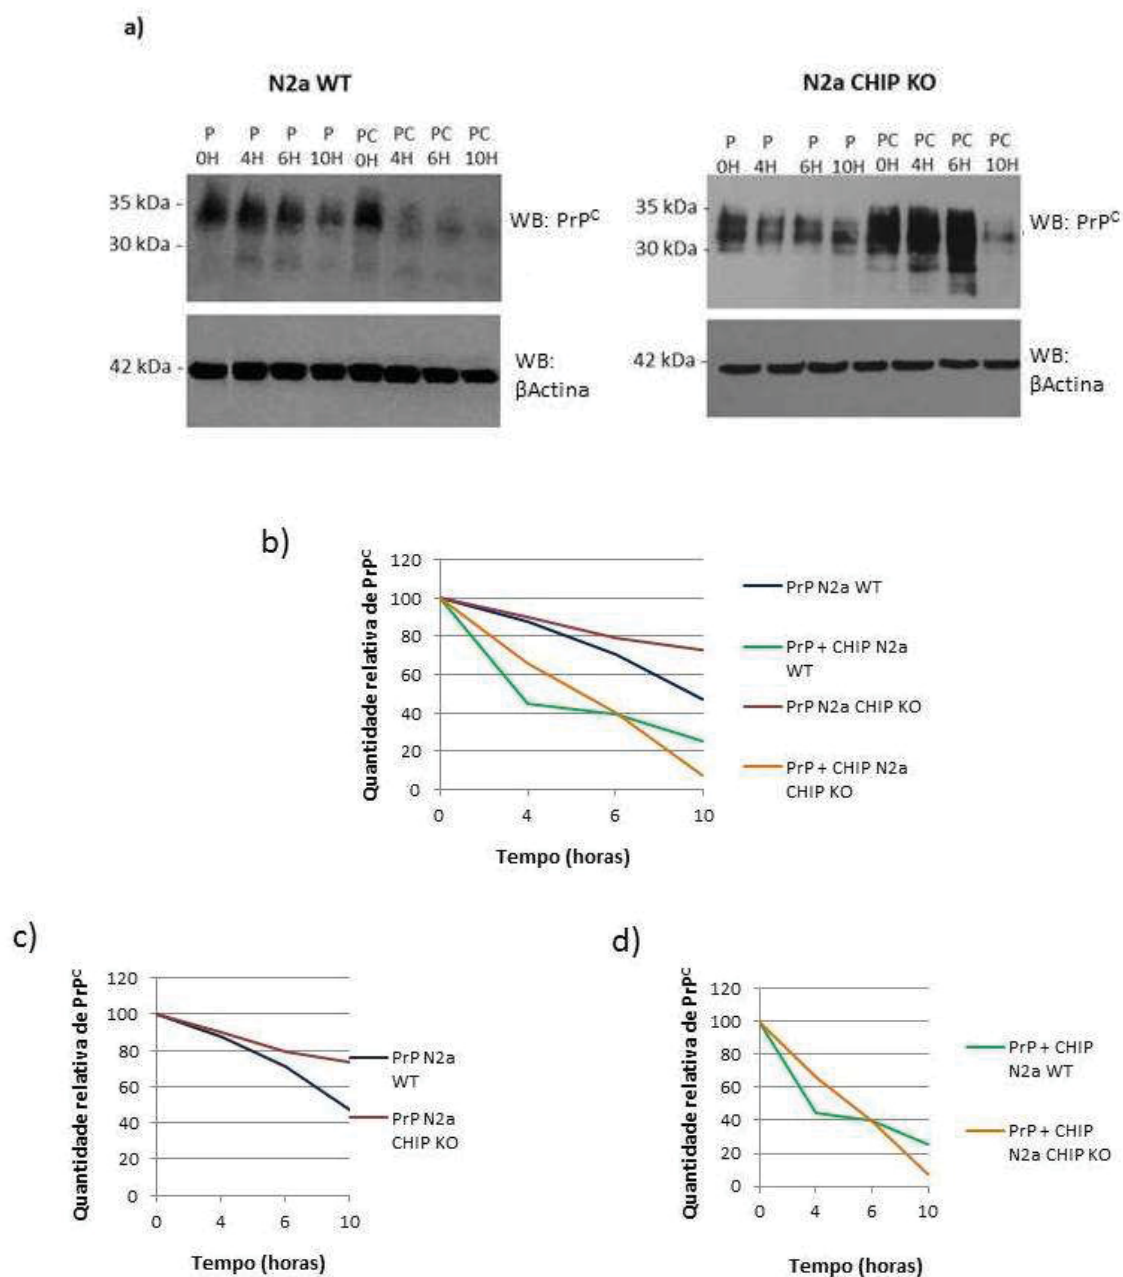 a)
N2a WT
N2a CHIP KO
P P P P PC PC PC PC
0H 4H 6H 10H 0H 4H 6H 10H
35 kDa -
30 kDa -
WB: PrPC
42 kDa -
WB:
βActina
P P P P PC PC PC PC
0H 4H 6H 10H 0H 4H 6H 10H
35 kDa -
30 kDa -
WB: PrPC
42 kDa -
WB:
βActina
b)
Quantidade relativa de PrPC
120
100
80
60
40
20
0
0 4 6 10
Tempo (horas)
PrP N2a WT
PrP + CHIP N2a
WT
PrP N2a CHIP KO
PrP + CHIP N2a
CHIP KO
c)
Quantidade relativa de PrPC
120
100
80
60
40
20
0
0 4 6 10
Tempo (horas)
PrP N2a
WT
PrP N2a
CHIP KO
d)
Quantidade relativa de PrPC
120
100
80
60
40
20
0
0 4 6 10
Tempo (horas)
PrP + CHIP
N2a WT
PrP + CHIP
N2a CHIP KO